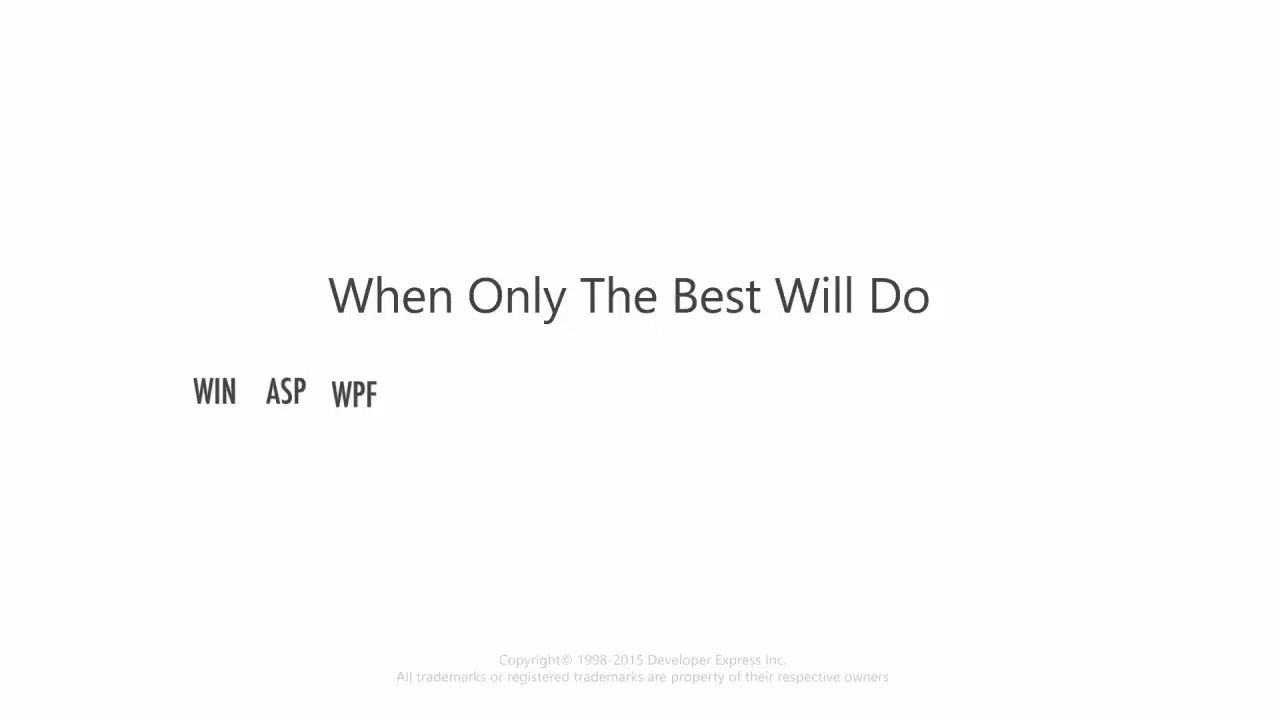 When Only The Best Will Do
WIN ASP WPF
Copyright© 1998-2015 Developer Express Inc.
All trademarks or registered trademarks are property of their respective owners